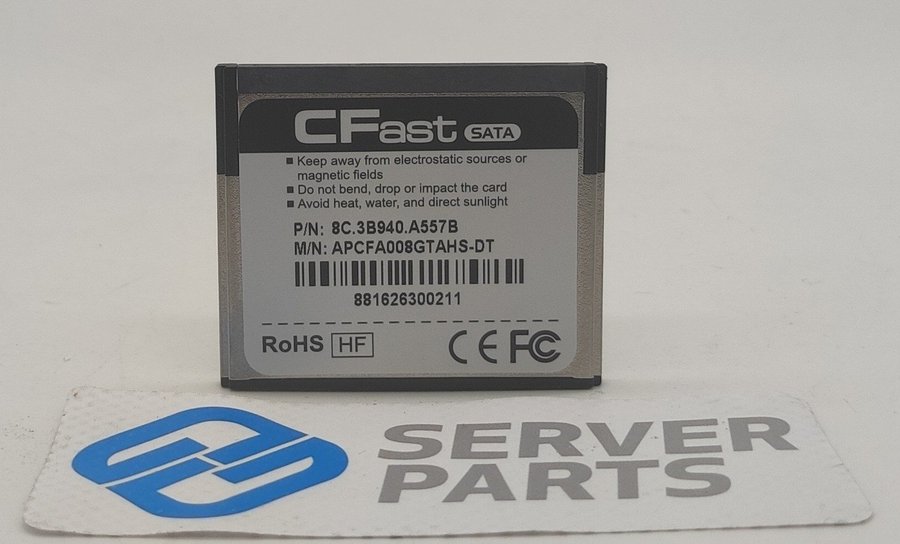 CFast SATA
■ Keep away from electrostatic sources or
magnetic fields
■ Do not bend, drop or impact the card
■ Avoid heat, water, and direct sunlight
P/N: 8C.3B940.A557B
M/N: APCFA008GTAHS-DT
881626300211
RoHS HF CE FC
SERVER
PARTS